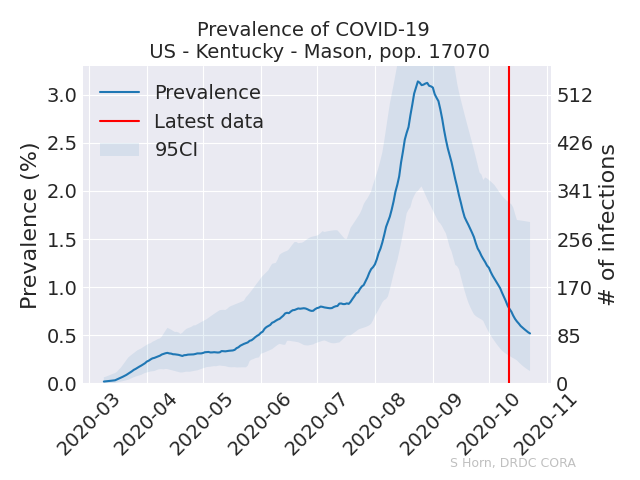 Prevalence of COVID-19
US - Kentucky - Mason, pop. 17070
Prevalence
Latest data
95CI
Prevalence (%)
3.0
2.5
2.0
1.5
1.0
0.5
0.0
512
426
341
256
170
85
0
# of infections
2020-03
2020-04
2020-05
2020-06
2020-07
2020-08
2020-09
2020-10
2020-11
S Horn, DRDC CORA